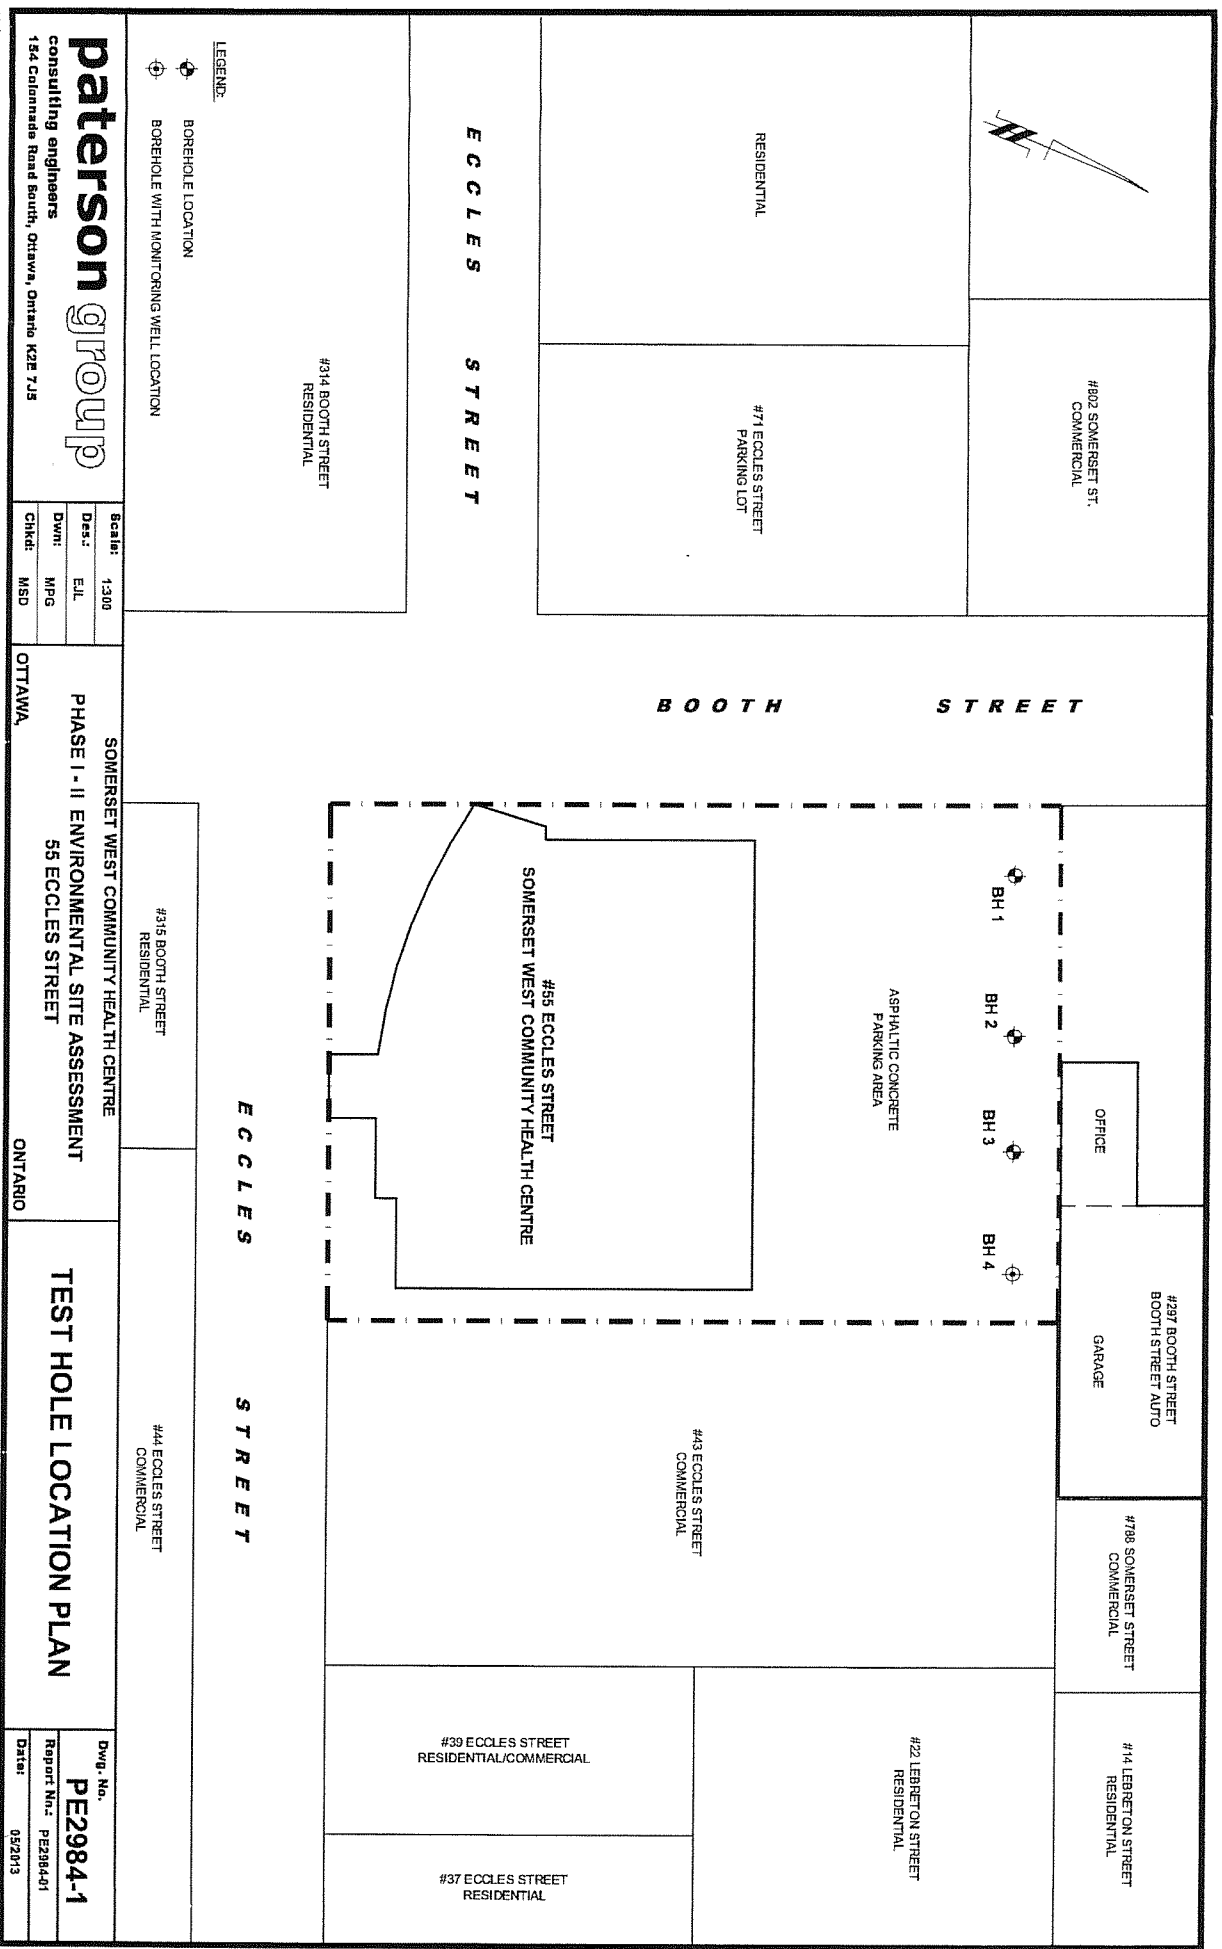 #802 SOMERSET ST.
COMMERCIAL
RESIDENTIAL
#71 ECCLES STREET
PARKING LOT
ECCLES STREET
#314 BOOTH STREET
RESIDENTIAL
LEGEND:
BOREHOLE LOCATION
BOREHOLE WITH MONITORING WELL LOCATION
BOOTH STREET
BH 1
BH 2
BH 3
BH 4
ASPHALTIC CONCRETE
PARKING AREA
#55 ECCLES STREET
SOMERSET WEST COMMUNITY HEALTH CENTRE
OFFICE
#297 BOOTH STREET
BOOTH STREET AUTO
GARAGE
#788 SOMERSET STREET
COMMERCIAL
#14 LEBRETON STREET
RESIDENTIAL
#43 ECCLES STREET
COMMERCIAL
#22 LEBRETON STREET
RESIDENTIAL
#39 ECCLES STREET
RESIDENTIAL/COMMERCIAL
#37 ECCLES STREET
RESIDENTIAL
ECCLES STREET
#315 BOOTH STREET
RESIDENTIAL
#44 ECCLES STREET
COMMERCIAL
patersongroup
consulting engineers
154 Colonnade Road South, Ottawa, Ontario K2E 7J5
Scale: 1:300
Des.: EJL
Dwn: MPG
Chkd: MSD
SOMERSET WEST COMMUNITY HEALTH CENTRE
PHASE I - II ENVIRONMENTAL SITE ASSESSMENT
55 ECCLES STREET
OTTAWA, ONTARIO
TEST HOLE LOCATION PLAN
Dwg. No.
PE2984-1
Report No.: PE2984-01
Date: 05/2013